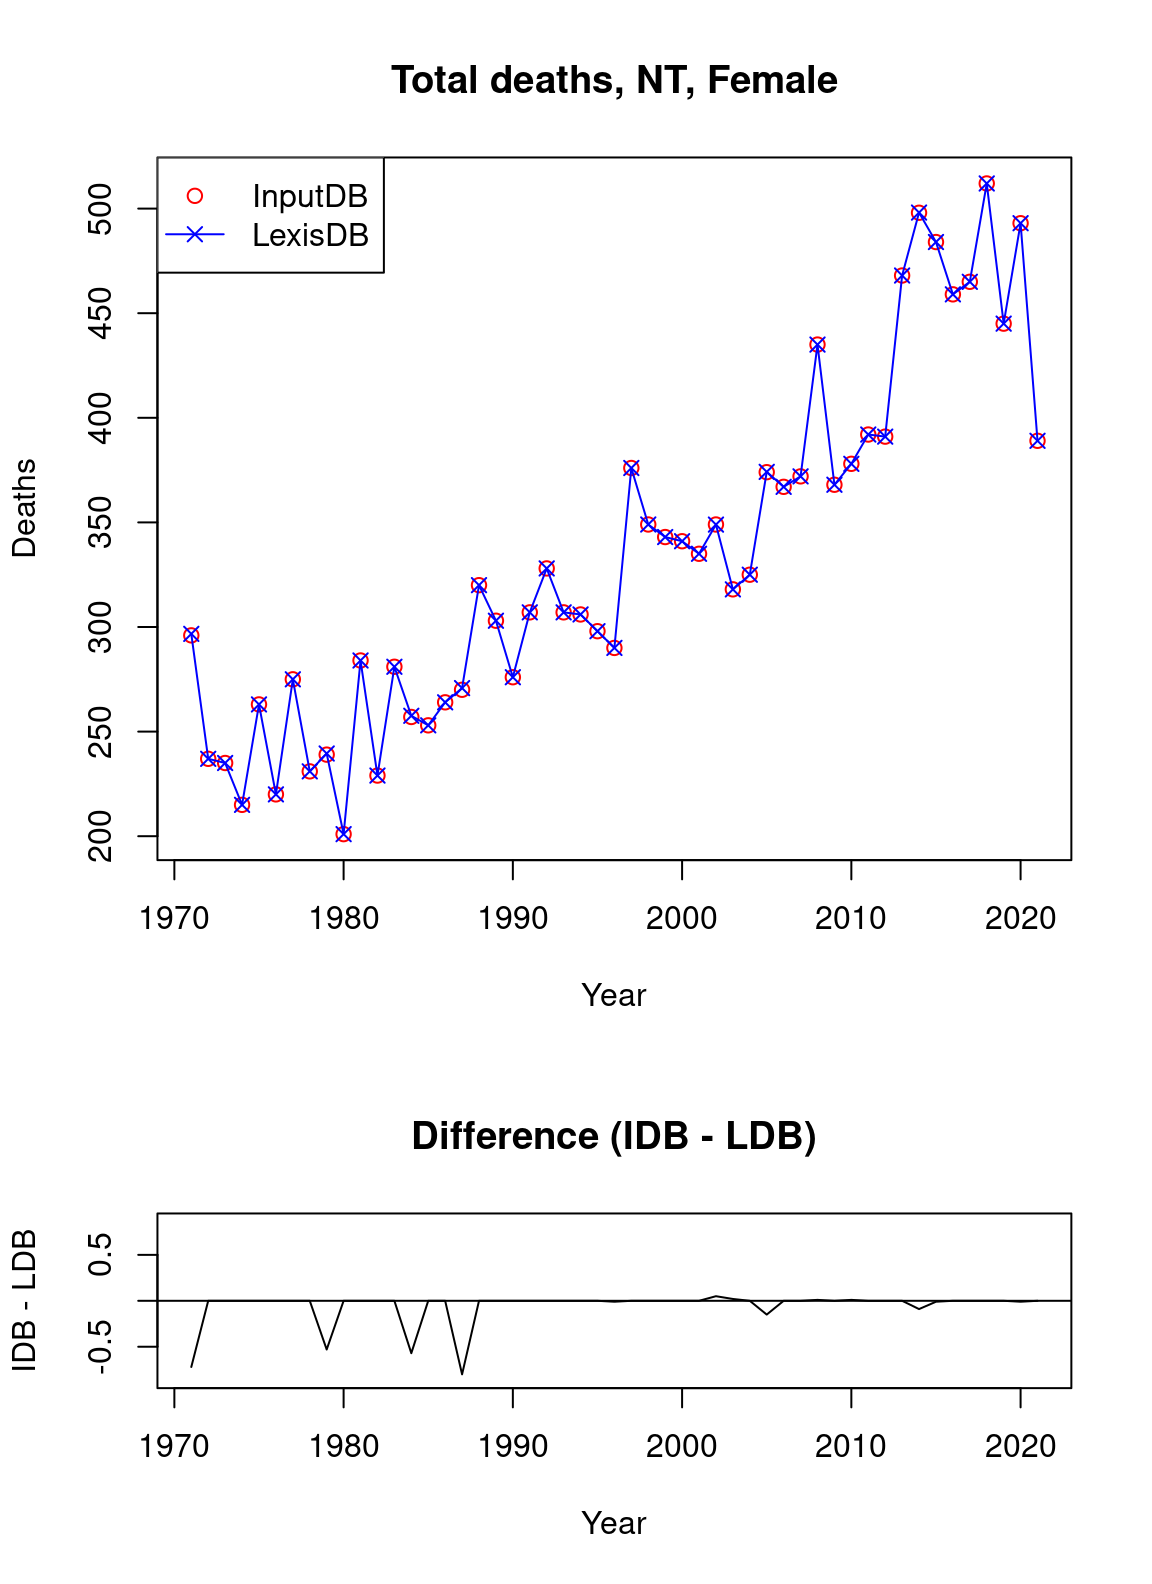 Total deaths, NT, Female
InputDB
LexisDB
Deaths
500
450
400
350
300
250
200
1970 1980 1990 2000 2010 2020
Year
Difference (IDB - LDB)
IDB - LDB
0.5
-0.5
1970 1980 1990 2000 2010 2020
Year